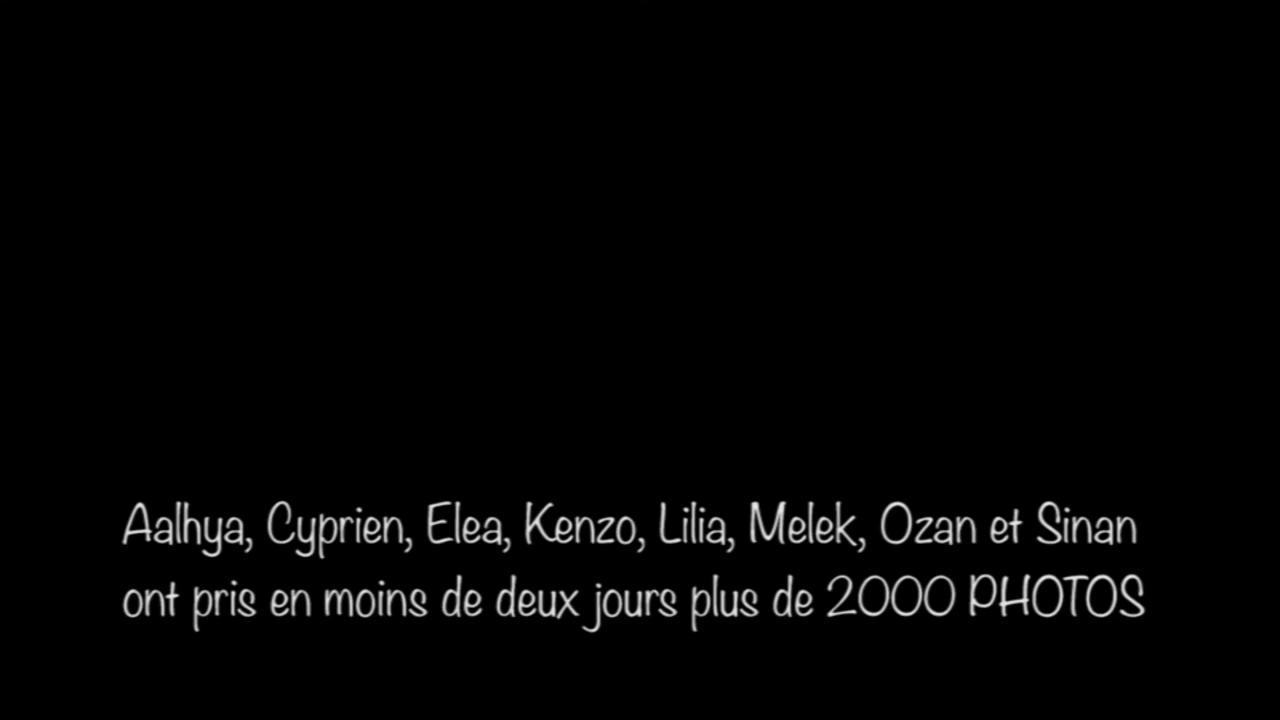 Aalhya, Cyprien, Elea, Kenzo, Lilia, Melek, Ozan et Sinan
ont pris en moins de deux jours plus de 2000 PHOTOS